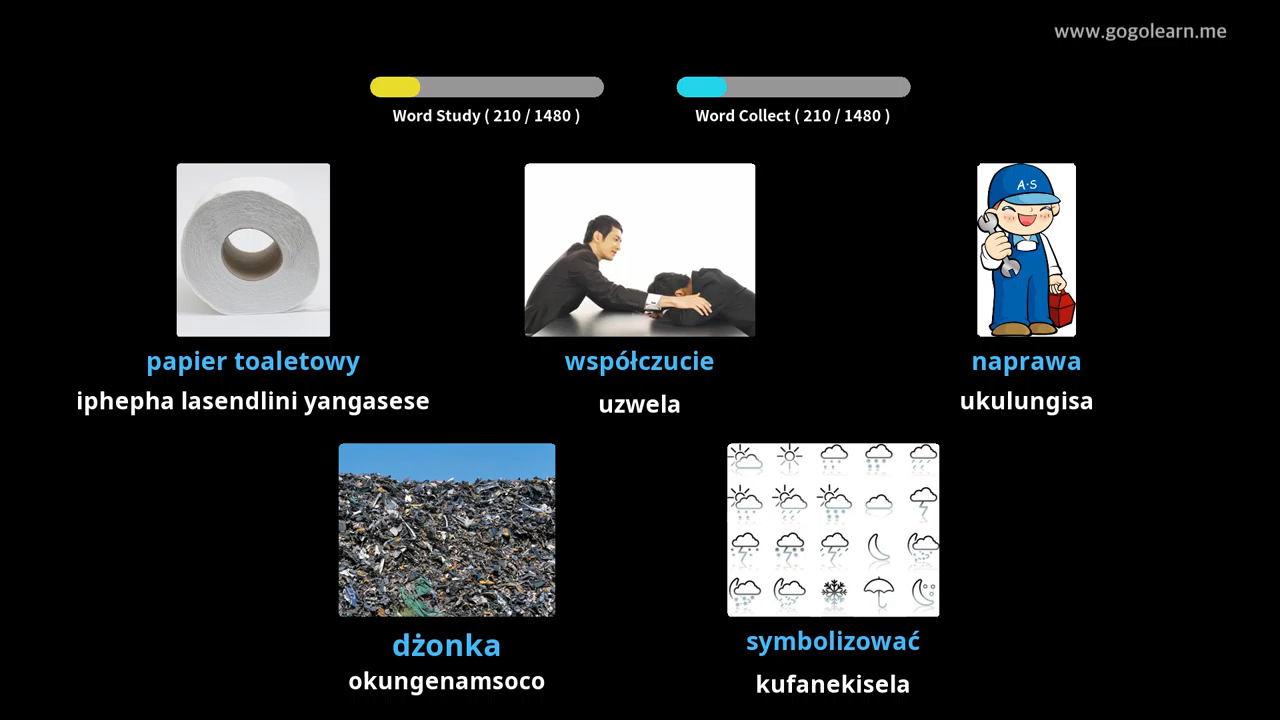 www.gogolearn.me
Word Study ( 210 / 1480 )
Word Collect ( 210 / 1480 )
A·S
papier toaletowy
współczucie
naprawa
iphepha lasendlini yangasese
uzwela
ukulungisa
dżonka
symbolizować
okungenamsoco
kufanekisela